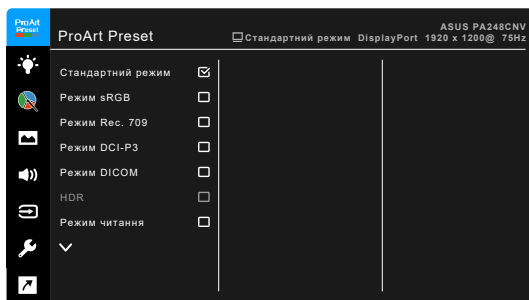 ProArt
Preset
ProArt Preset
ASUS PA248CNV
Стандартний режим DisplayPort 1920 x 1200@ 75Hz
Стандартний режим
Режим sRGB
Режим Rec. 709
Режим DCI-P3
Режим DICOM
HDR
Режим читання